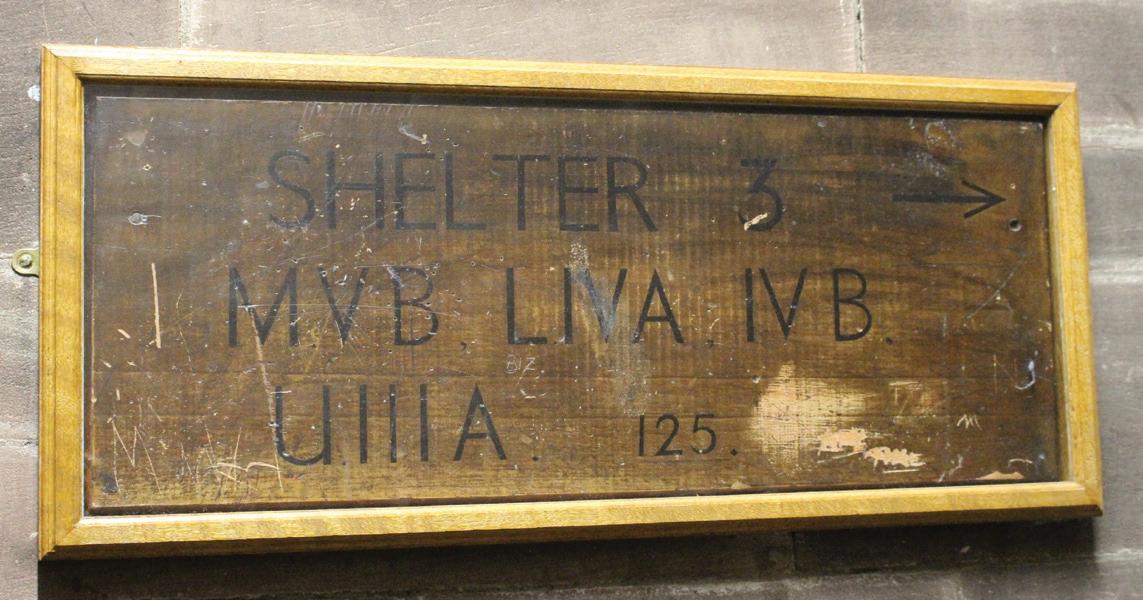 SHELTER 3 →
MVB, LIVA, IVB.
UIIIA. 125.